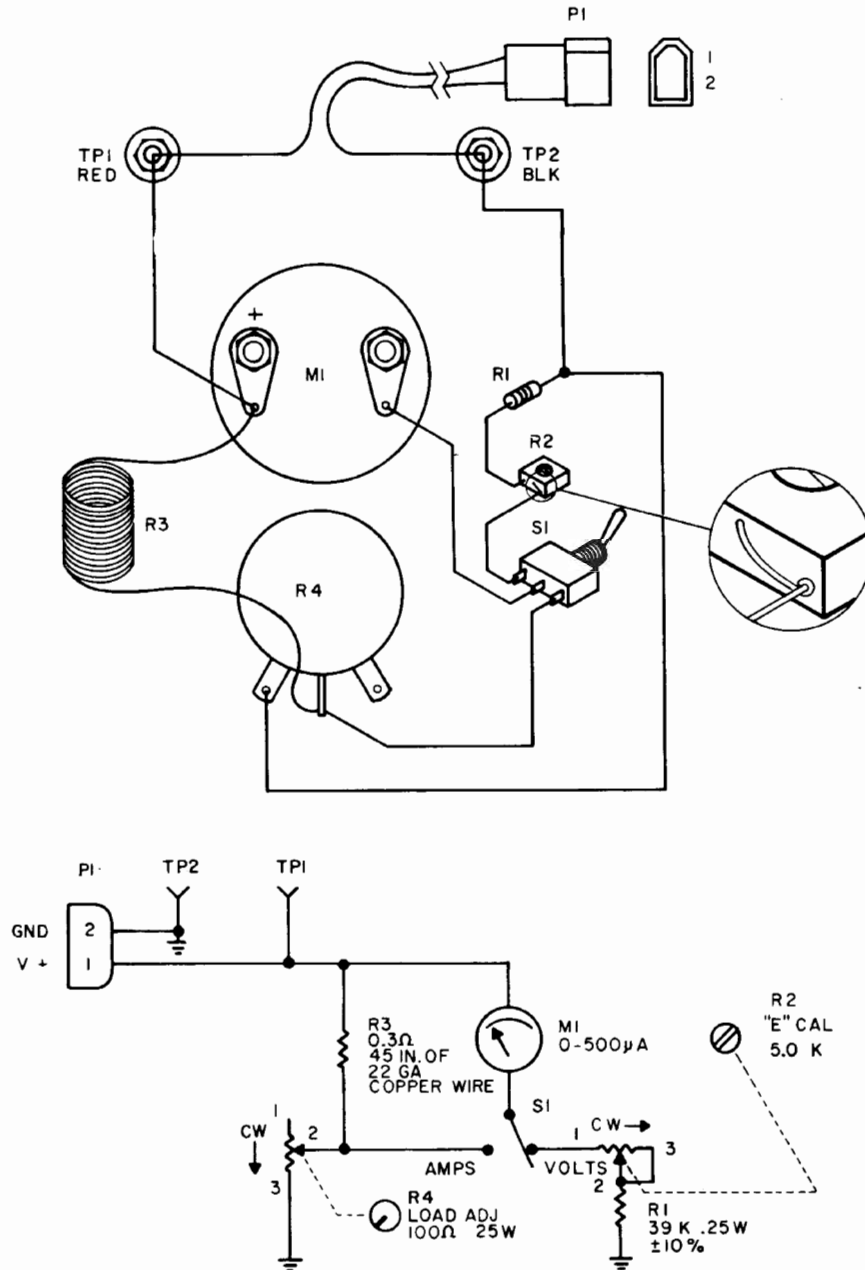 P1
1
2
TP1
RED
TP2
BLK
+
M1
R1
R2
R3
S1
R4
P1
TP2
TP1
GND
2
V +
1
R3
0.3Ω
45 IN. OF
22 GA
COPPER WIRE
M1
0-500µA
R2
"E" CAL
5.0 K
S1
CW
1
2
3
AMPS
VOLTS
CW
1
3
2
R4
LOAD ADJ
100Ω 25W
R1
39 K .25W
±10%